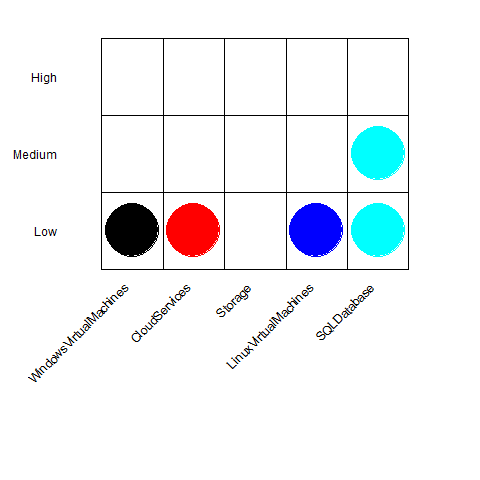 High
Medium
Low
WindowsVirtualMachines
CloudServices
Storage
LinuxVirtualMachines
SQLDatabase